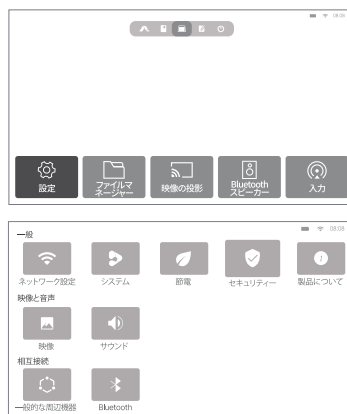 08:08
設定
ファイルマ
ネージャー
映像の投影
Bluetooth
スピーカー
入力
08:08
一般
ネットワーク設定
システム
節電
セキュリティー
製品について
映像と音声
映像
サウンド
相互接続
一般的な周辺機器
Bluetooth